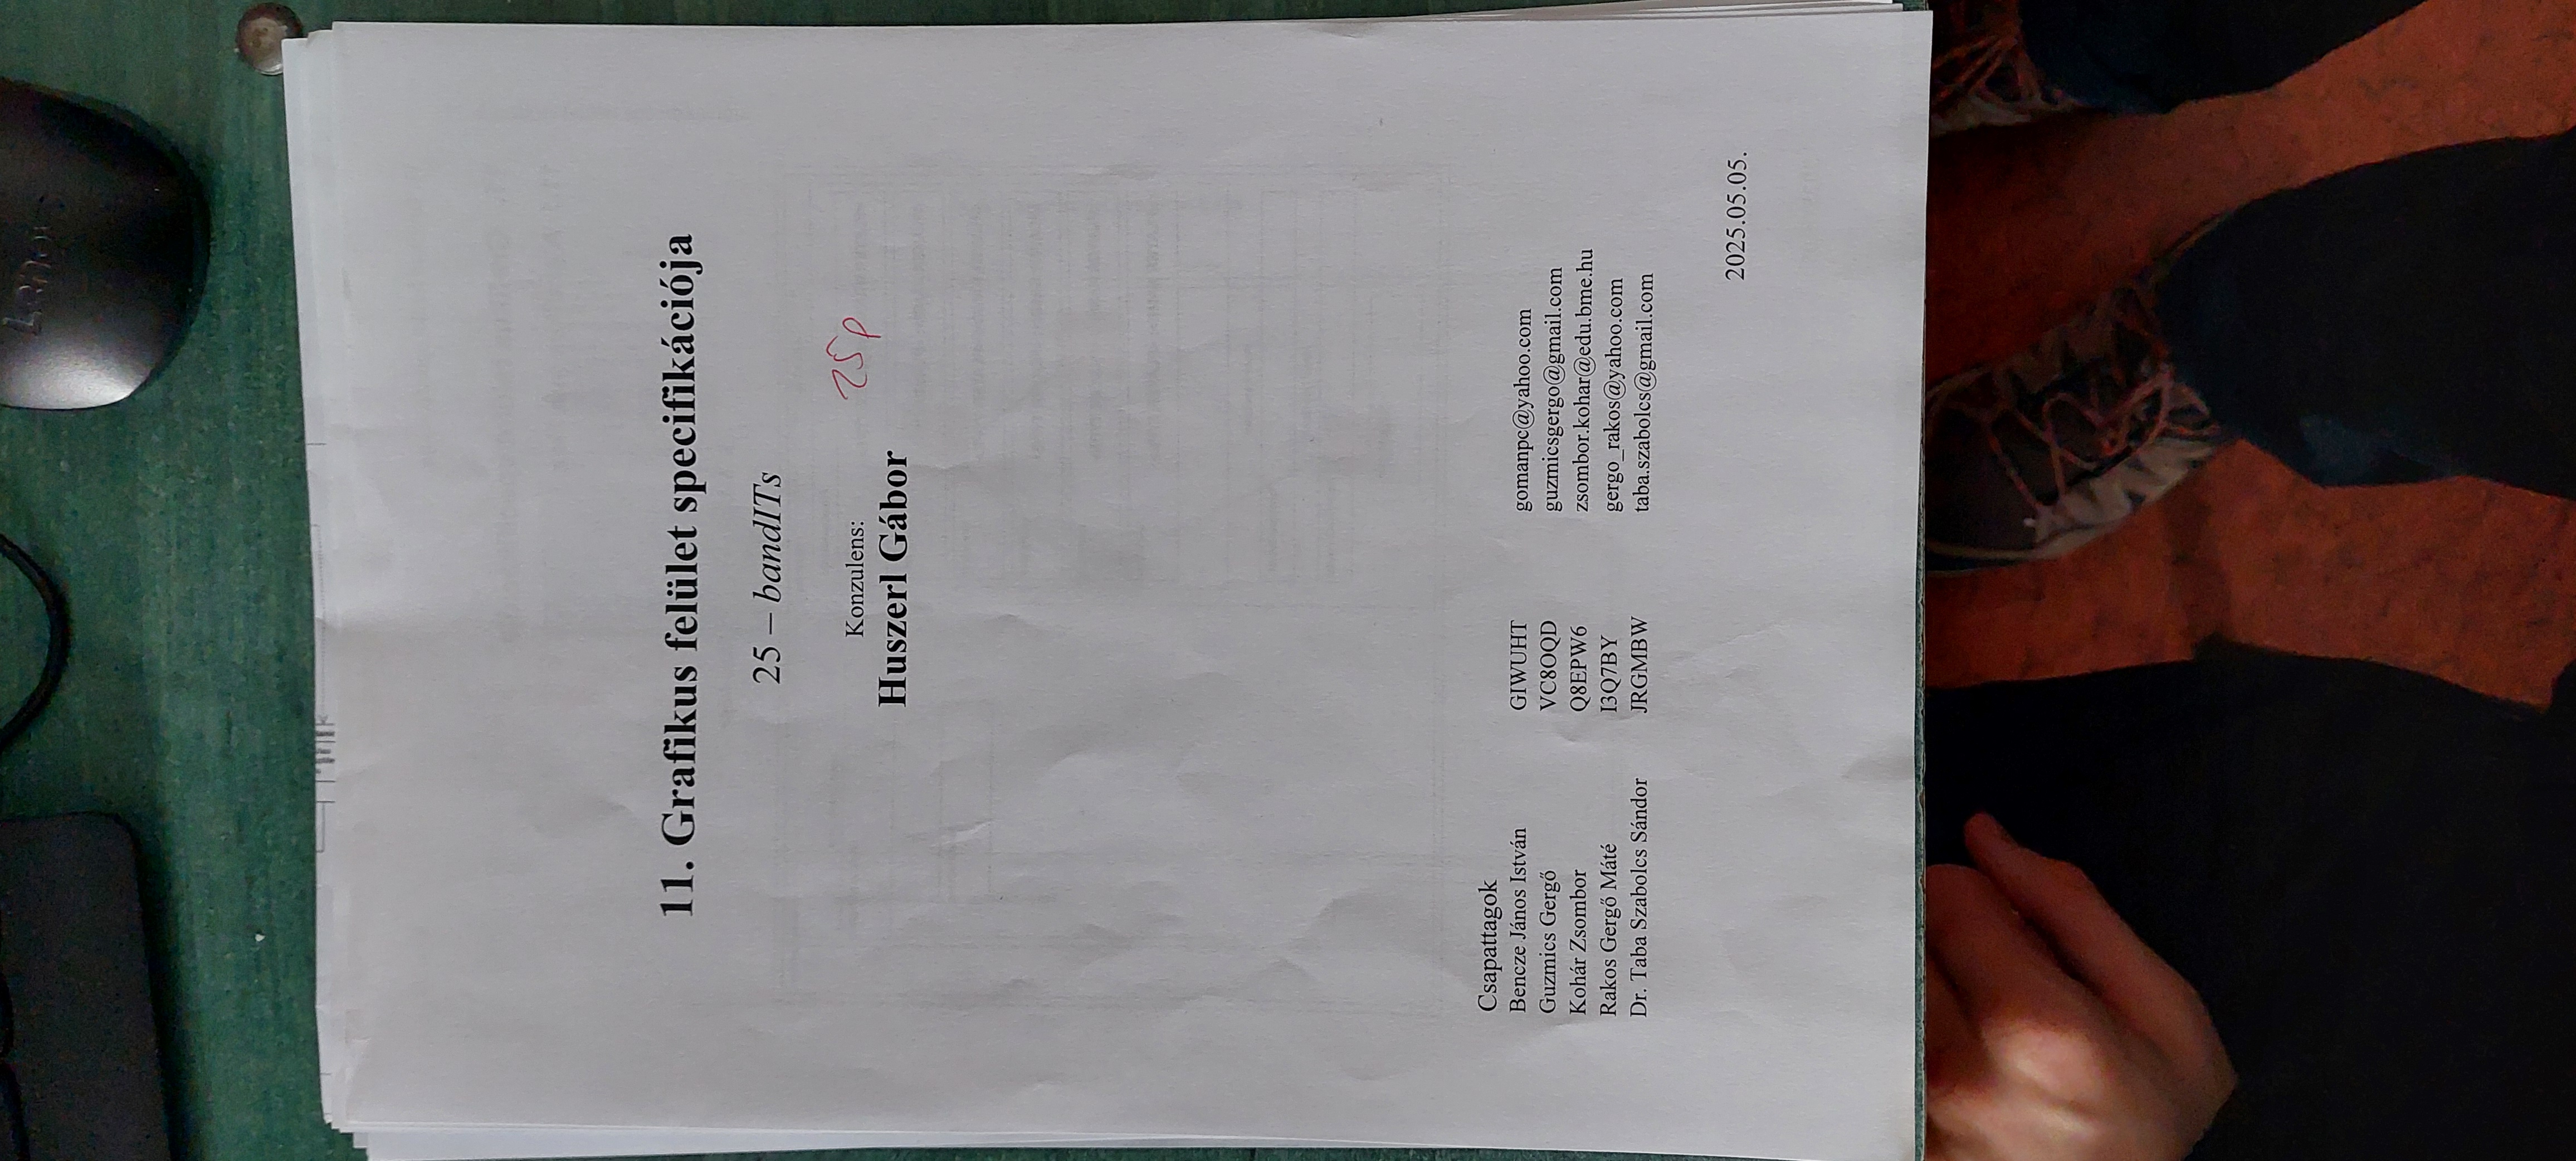 11. Grafikus felület specifikációja
25 – bandITs
Konzulens:
25p
Huszerl Gábor
Csapattagok
Bencze János István GIWUHT gomanpc@yahoo.com
Guzmics Gergő VC8OQD guzmicsgergo@gmail.com
Kohár Zsombor Q8EPW6 zsombor.kohar@edu.bme.hu
Rakos Gergő Máté I3Q7BY gergo_rakos@yahoo.com
Dr. Taba Szabolcs Sándor JRGMBW taba.szabolcs@gmail.com
2025.05.05.